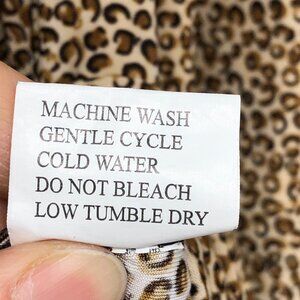 MACHINE WASH
GENTLE CYCLE
COLD WATER
DO NOT BLEACH
LOW TUMBLE DRY